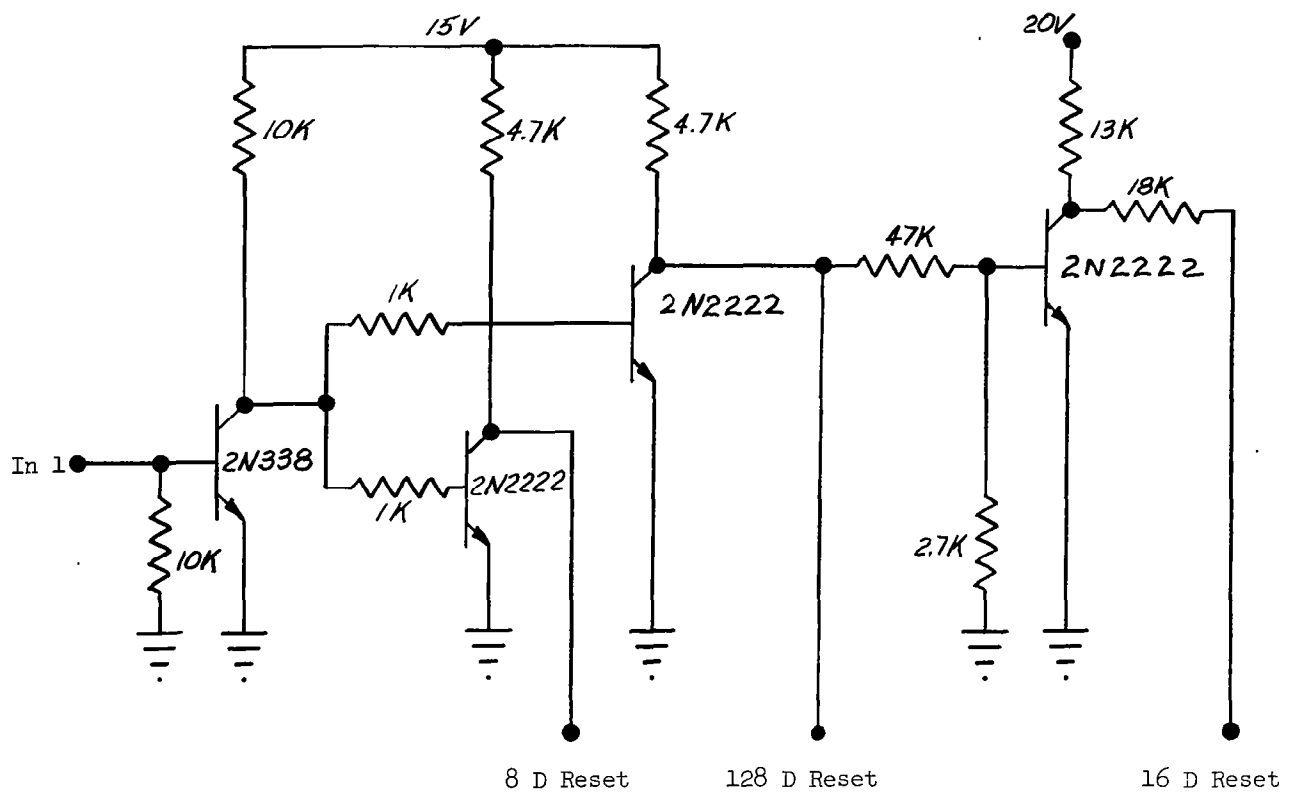 15V
20V
10K
4.7K
4.7K
13K
18K
47K
2N2222
1K
2N2222
In 1
2N338
2N2222
1K
10K
2.7K
8 D Reset
128 D Reset
16 D Reset